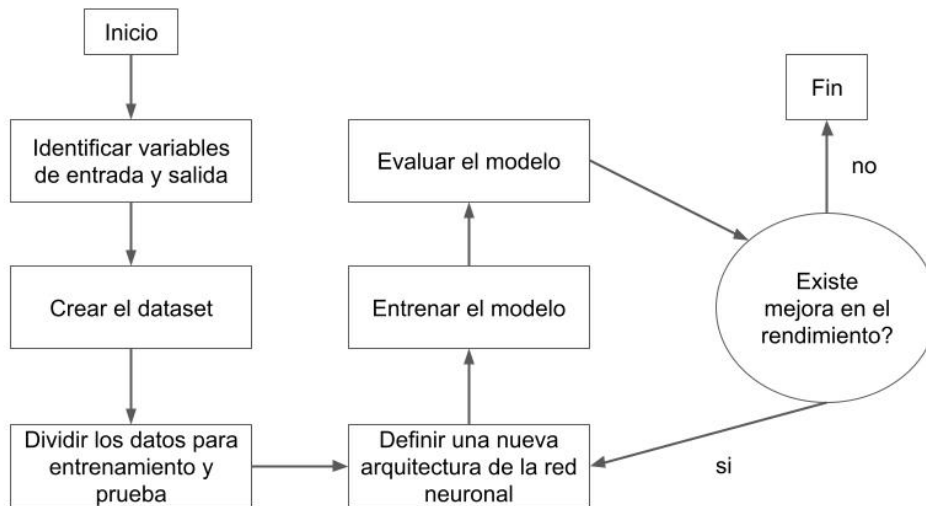 Inicio
Identificar variables
de entrada y salida
Crear el dataset
Dividir los datos para
entrenamiento y
prueba
Definir una nueva
arquitectura de la red
neuronal
Entrenar el modelo
Evaluar el modelo
Existe
mejora en el
rendimiento?
si
no
Fin